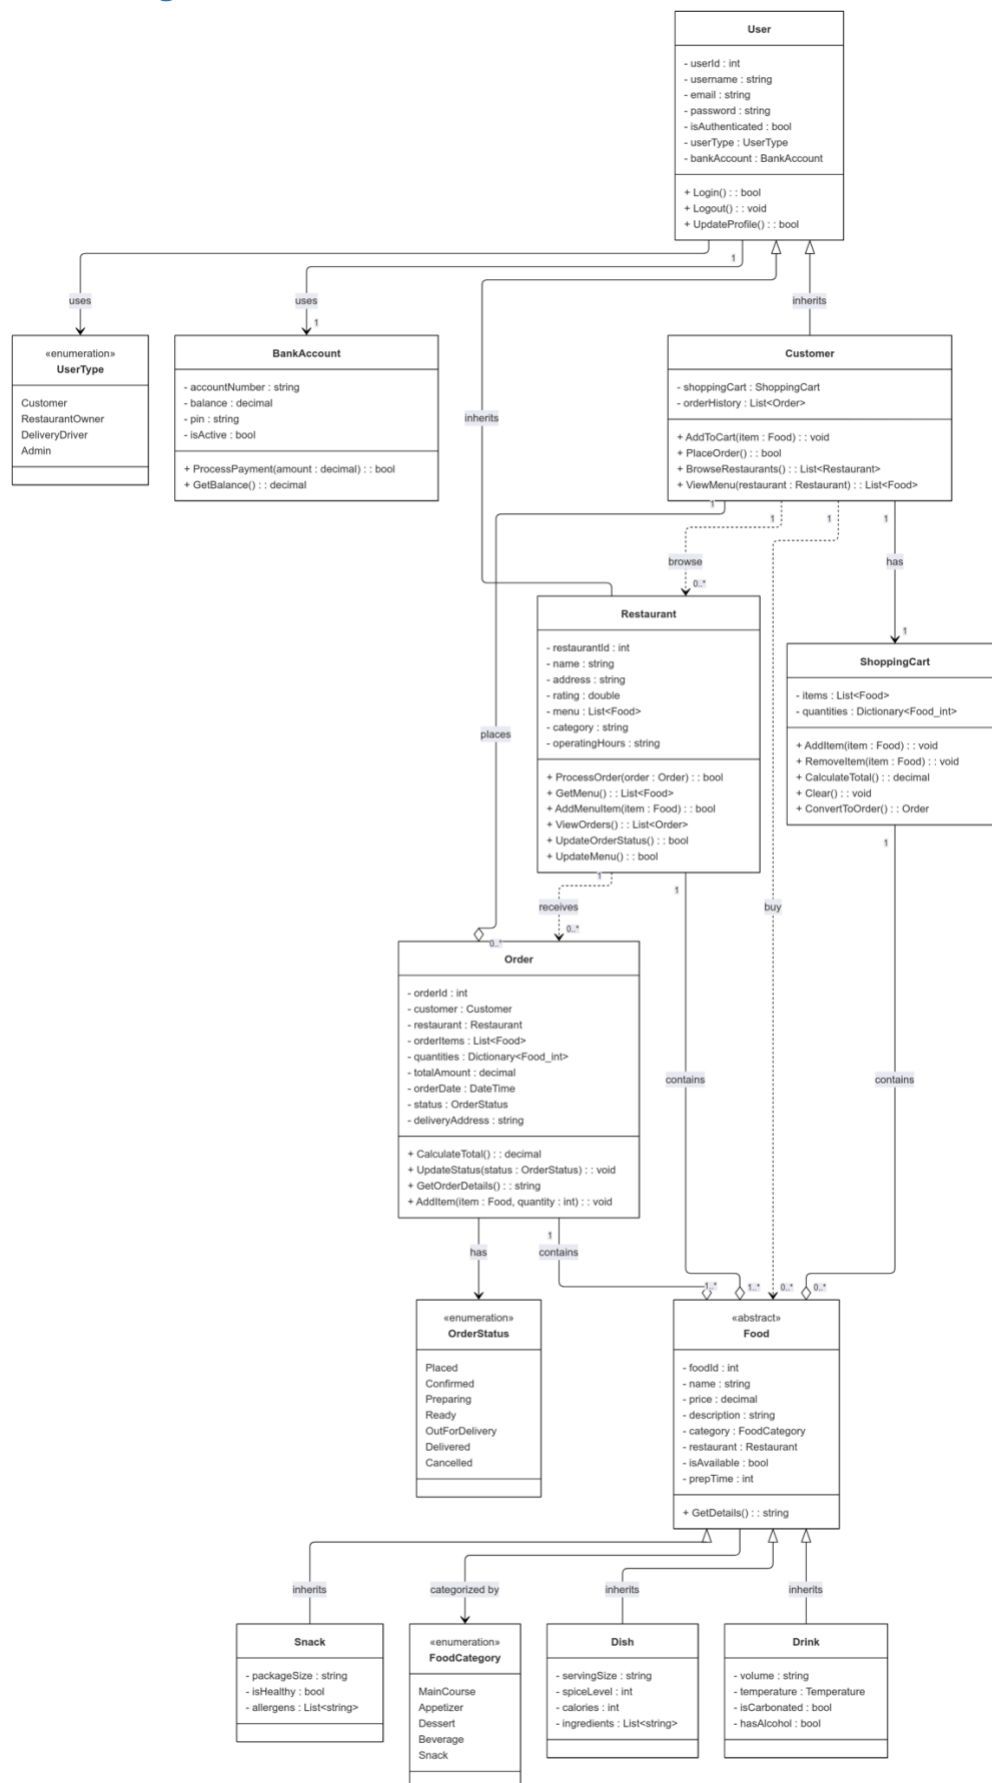 User
- userId : int
- username : string
- email : string
- password : string
- isAuthenticated : bool
- userType : UserType
- bankAccount : BankAccount
+ Login() : : bool
+ Logout() : : void
+ UpdateProfile() : : bool
1
uses
uses
1
inherits
inherits
«enumeration»
UserType
Customer
RestaurantOwner
DeliveryDriver
Admin
BankAccount
- accountNumber : string
- balance : decimal
- pin : string
- isActive : bool
+ ProcessPayment(amount : decimal) : : bool
+ GetBalance() : : decimal
Customer
- shoppingCart : ShoppingCart
- orderHistory : List<Order>
+ AddToCart(item : Food) : : void
+ PlaceOrder() : : bool
+ BrowseRestaurants() : : List<Restaurant>
+ ViewMenu(restaurant : Restaurant) : : List<Food>
1
1
1
1
browse
has
0..*
1
Restaurant
- restaurantId : int
- name : string
- address : string
- rating : double
- menu : List<Food>
- category : string
- operatingHours : string
+ ProcessOrder(order : Order) : : bool
+ GetMenu() : : List<Food>
+ AddMenuItem(item : Food) : : bool
+ ViewOrders() : : List<Order>
+ UpdateOrderStatus() : : bool
+ UpdateMenu() : : bool
ShoppingCart
- items : List<Food>
- quantities : Dictionary<Food_int>
+ AddItem(item : Food) : : void
+ RemoveItem(item : Food) : : void
+ CalculateTotal() : : decimal
+ Clear() : : void
+ ConvertToOrder() : : Order
places
1
1
1
receives
buy
0..*
0..*
Order
- orderId : int
- customer : Customer
- restaurant : Restaurant
- orderItems : List<Food>
- quantities : Dictionary<Food_int>
- totalAmount : decimal
- orderDate : DateTime
- status : OrderStatus
- deliveryAddress : string
+ CalculateTotal() : : decimal
+ UpdateStatus(status : OrderStatus) : : void
+ GetOrderDetails() : : string
+ AddItem(item : Food, quantity : int) : : void
contains
contains
1
has
contains
1..*
1..*
0..*
0..*
«enumeration»
OrderStatus
Placed
Confirmed
Preparing
Ready
OutForDelivery
Delivered
Cancelled
«abstract»
Food
- foodId : int
- name : string
- price : decimal
- description : string
- category : FoodCategory
- restaurant : Restaurant
- isAvailable : bool
- prepTime : int
+ GetDetails() : : string
inherits
categorized by
inherits
inherits
Snack
- packageSize : string
- isHealthy : bool
- allergens : List<string>
«enumeration»
FoodCategory
MainCourse
Appetizer
Dessert
Beverage
Snack
Dish
- servingSize : string
- spiceLevel : int
- calories : int
- ingredients : List<string>
Drink
- volume : string
- temperature : Temperature
- isCarbonated : bool
- hasAlcohol : bool